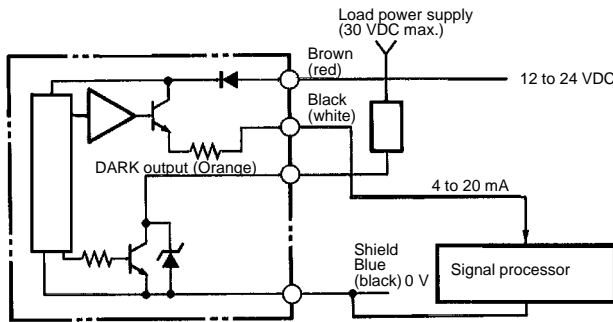 Load power supply
(30 VDC max.)
Brown
(red)
12 to 24 VDC
Black
(white)
DARK output (Orange)
4 to 20 mA
Shield
Blue
(black) 0 V
Signal processor